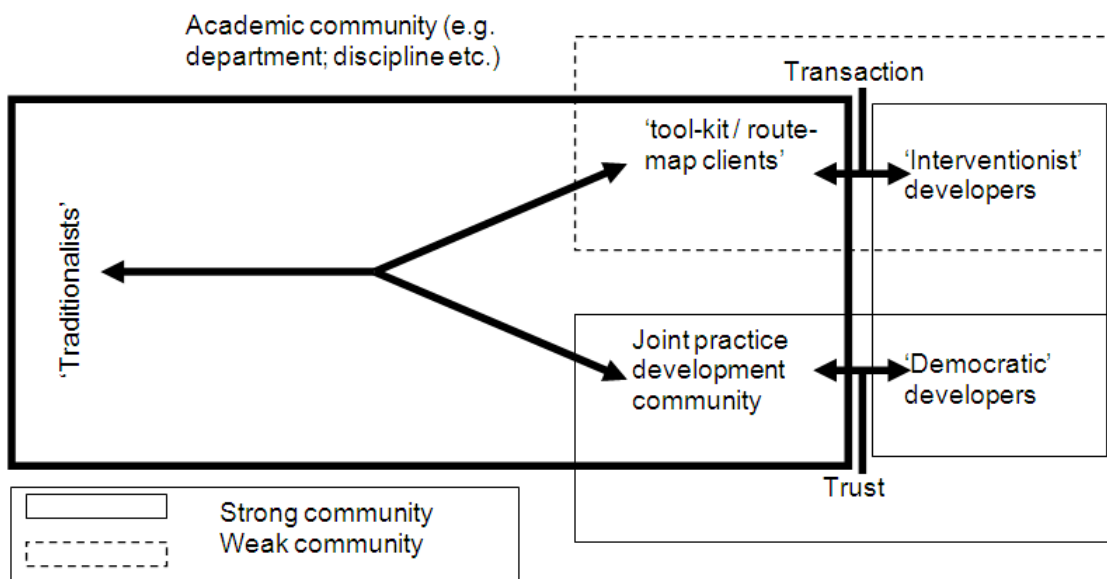 Academic community (e.g.
department; discipline etc.)
Transaction
‘tool-kit / route-
map clients’
‘Interventionist’
developers
‘Traditionalists’
Joint practice
development
community
‘Democratic’
developers
Trust
Strong community
Weak community